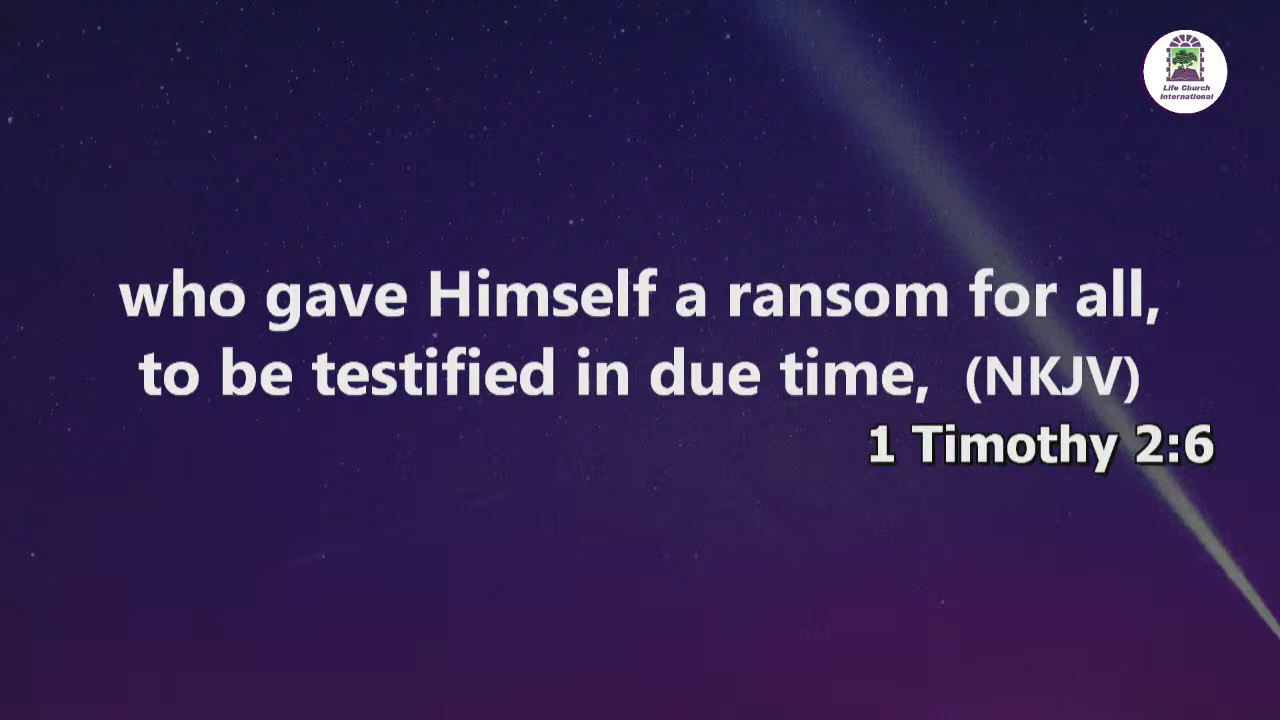 Life Church
International
who gave Himself a ransom for all,
to be testified in due time, (NKJV)
1 Timothy 2:6